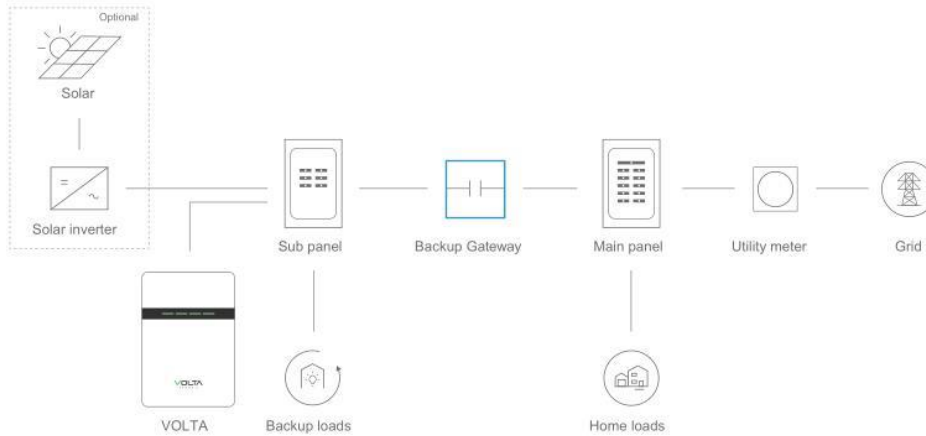 Optional
Solar
Solar inverter
Sub panel
Backup Gateway
Main panel
Utility meter
Grid
VOLTA
VOLTA
Backup loads
Home loads